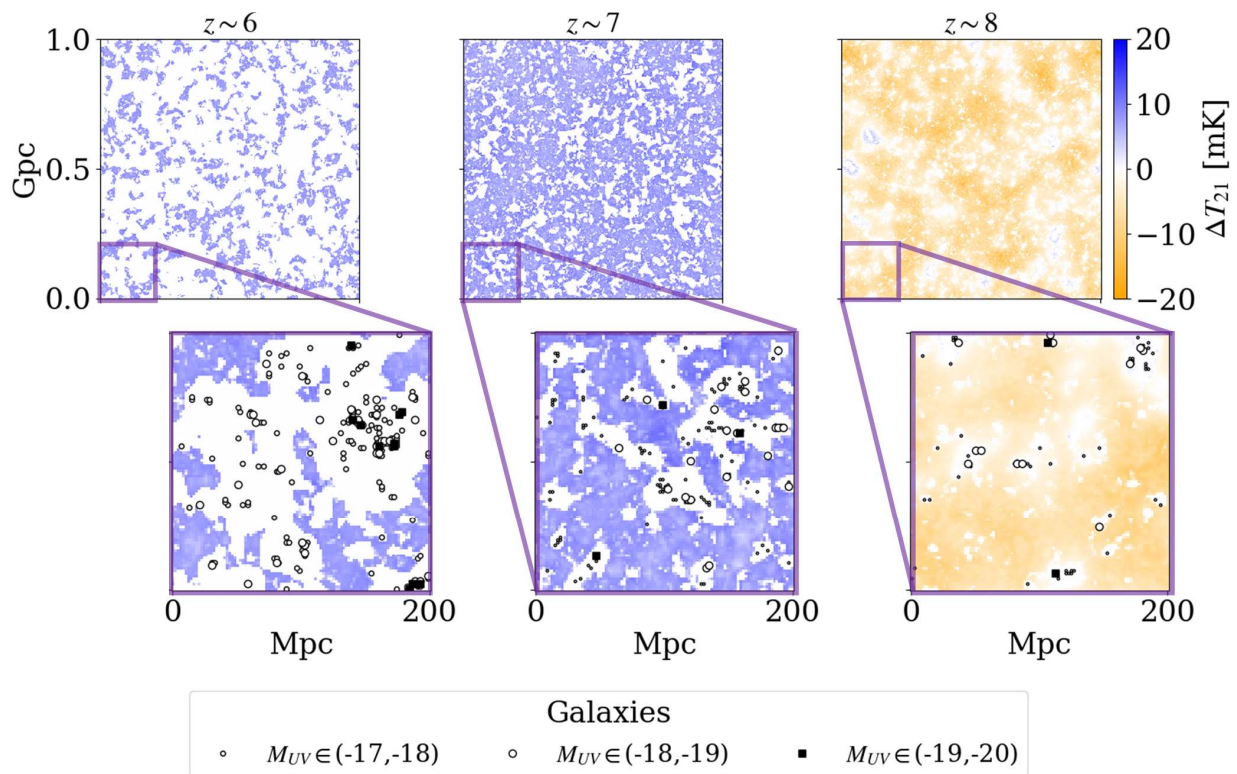 z~6 z~7 z~8
1.0
0.5
0.0
Gpc
20
10
0
−10
−20
ΔT21 [mK]
0 200
Mpc
0 200
Mpc
0 200
Mpc
Galaxies
MUV∈(-17,-18) MUV∈(-18,-19) MUV∈(-19,-20)